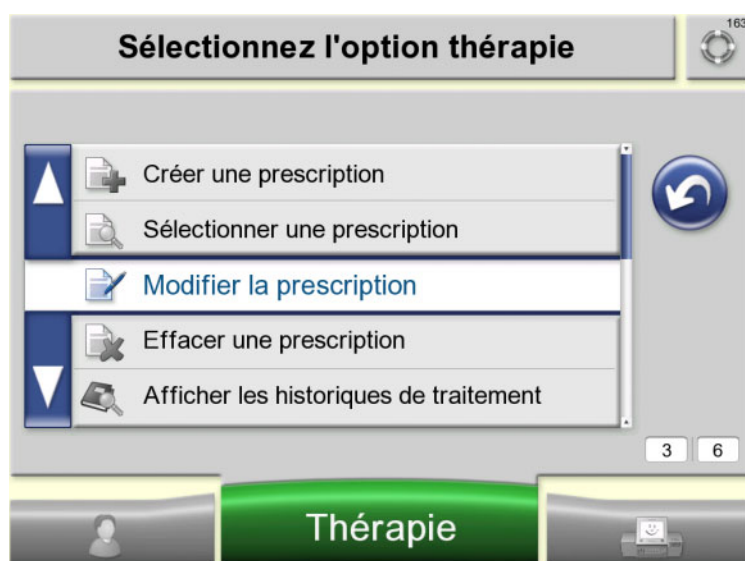 Sélectionnez l'option thérapie
163
Créer une prescription
Sélectionner une prescription
Modifier la prescription
Effacer une prescription
Afficher les historiques de traitement
3 6
Thérapie